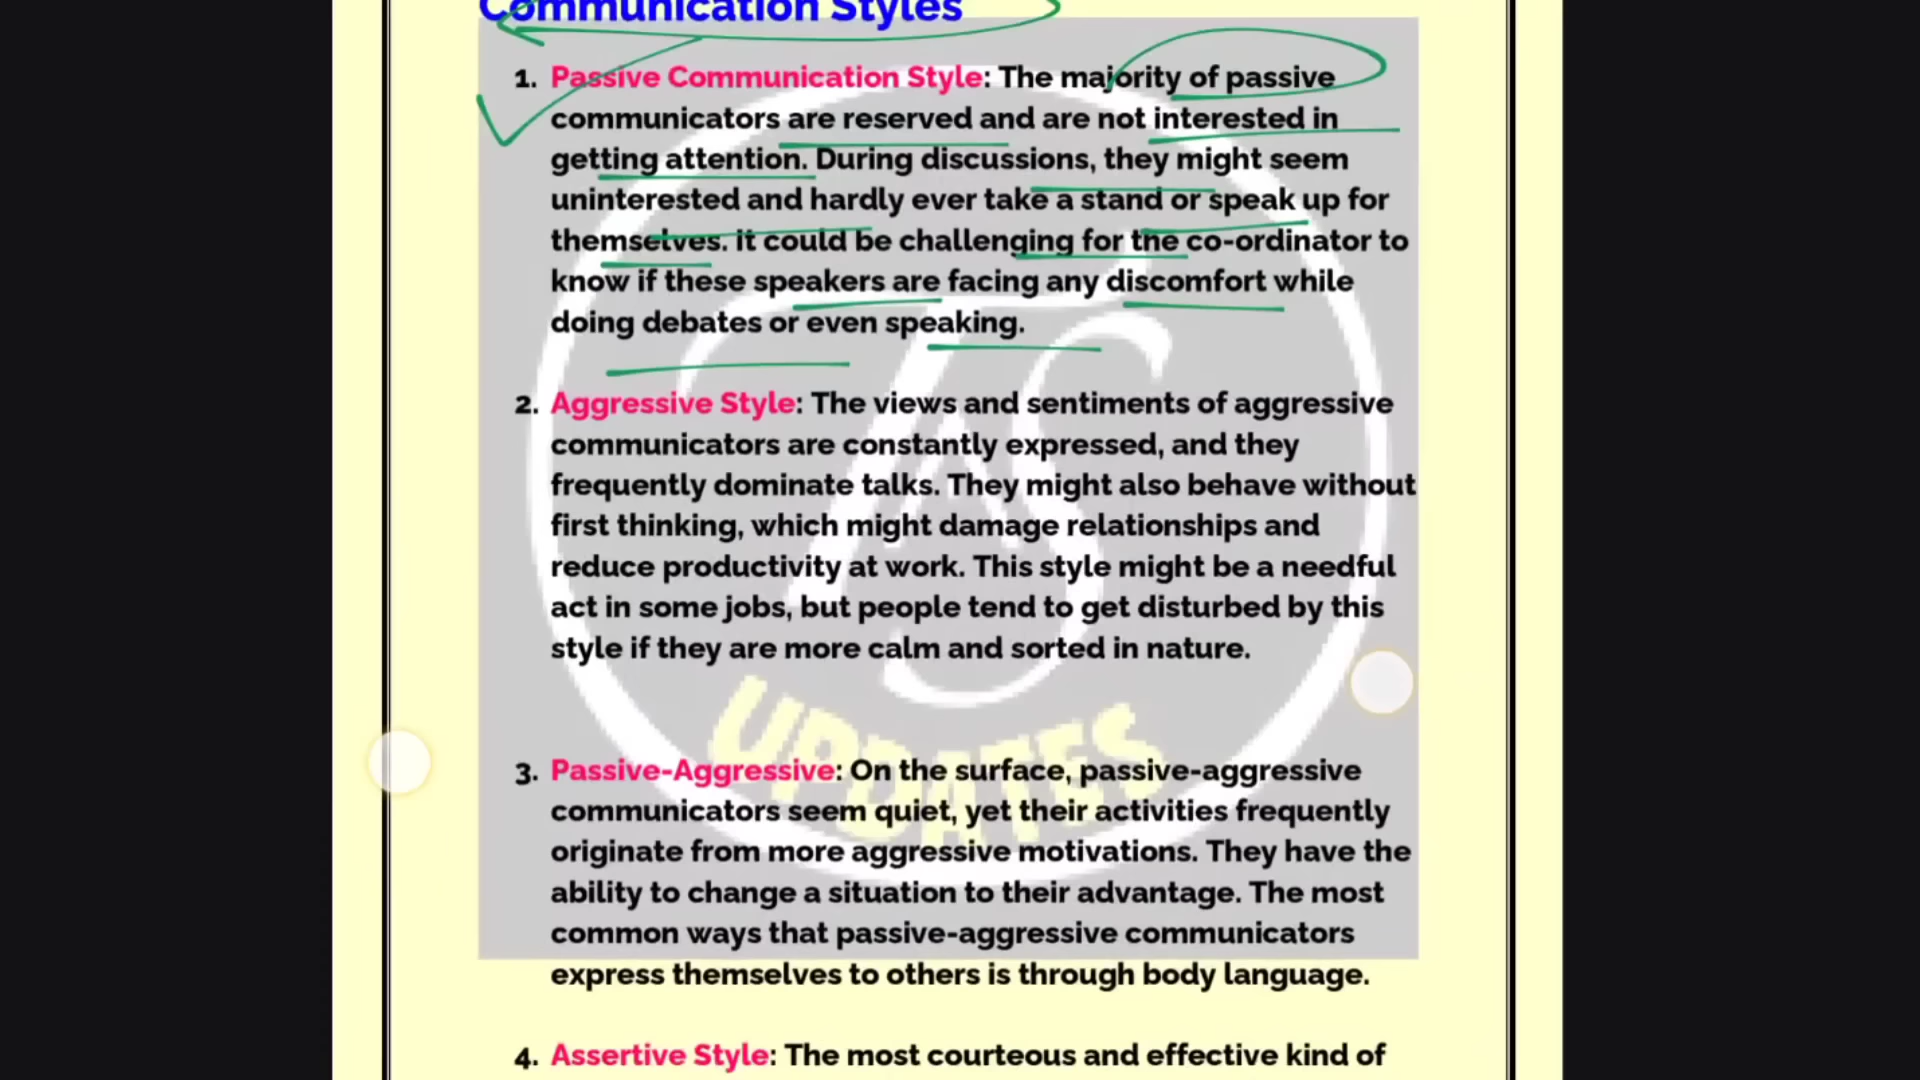 Communication Styles
1. Passive Communication Style: The majority of passive
communicators are reserved and are not interested in
getting attention. During discussions, they might seem
uninterested and hardly ever take a stand or speak up for
themselves. It could be challenging for the co-ordinator to
know if these speakers are facing any discomfort while
doing debates or even speaking.
2. Aggressive Style: The views and sentiments of aggressive
communicators are constantly expressed, and they
frequently dominate talks. They might also behave without
first thinking, which might damage relationships and
reduce productivity at work. This style might be a needful
act in some jobs, but people tend to get disturbed by this
style if they are more calm and sorted in nature.
UPDATES
3. Passive-Aggressive: On the surface, passive-aggressive
communicators seem quiet, yet their activities frequently
originate from more aggressive motivations. They have the
ability to change a situation to their advantage. The most
common ways that passive-aggressive communicators
express themselves to others is through body language.
4. Assertive Style: The most courteous and effective kind of